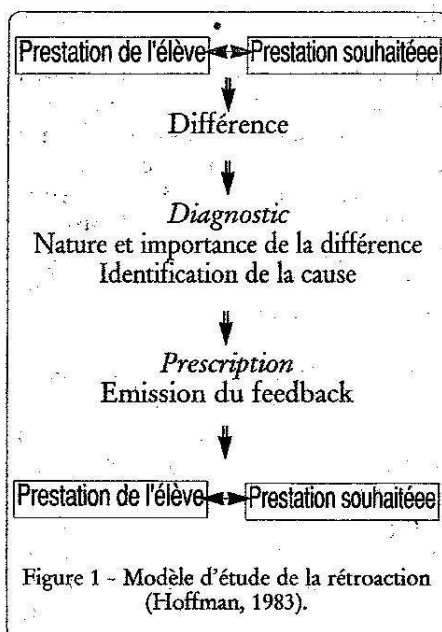 Prestation de l'élève Prestation souhaitéee
Différence
Diagnostic
Nature et importance de la différence
Identification de la cause
Prescription
Emission du feedback
Prestation de l'élève Prestation souhaitéee
Figure 1 - Modèle d'étude de la rétroaction
(Hoffman, 1983).